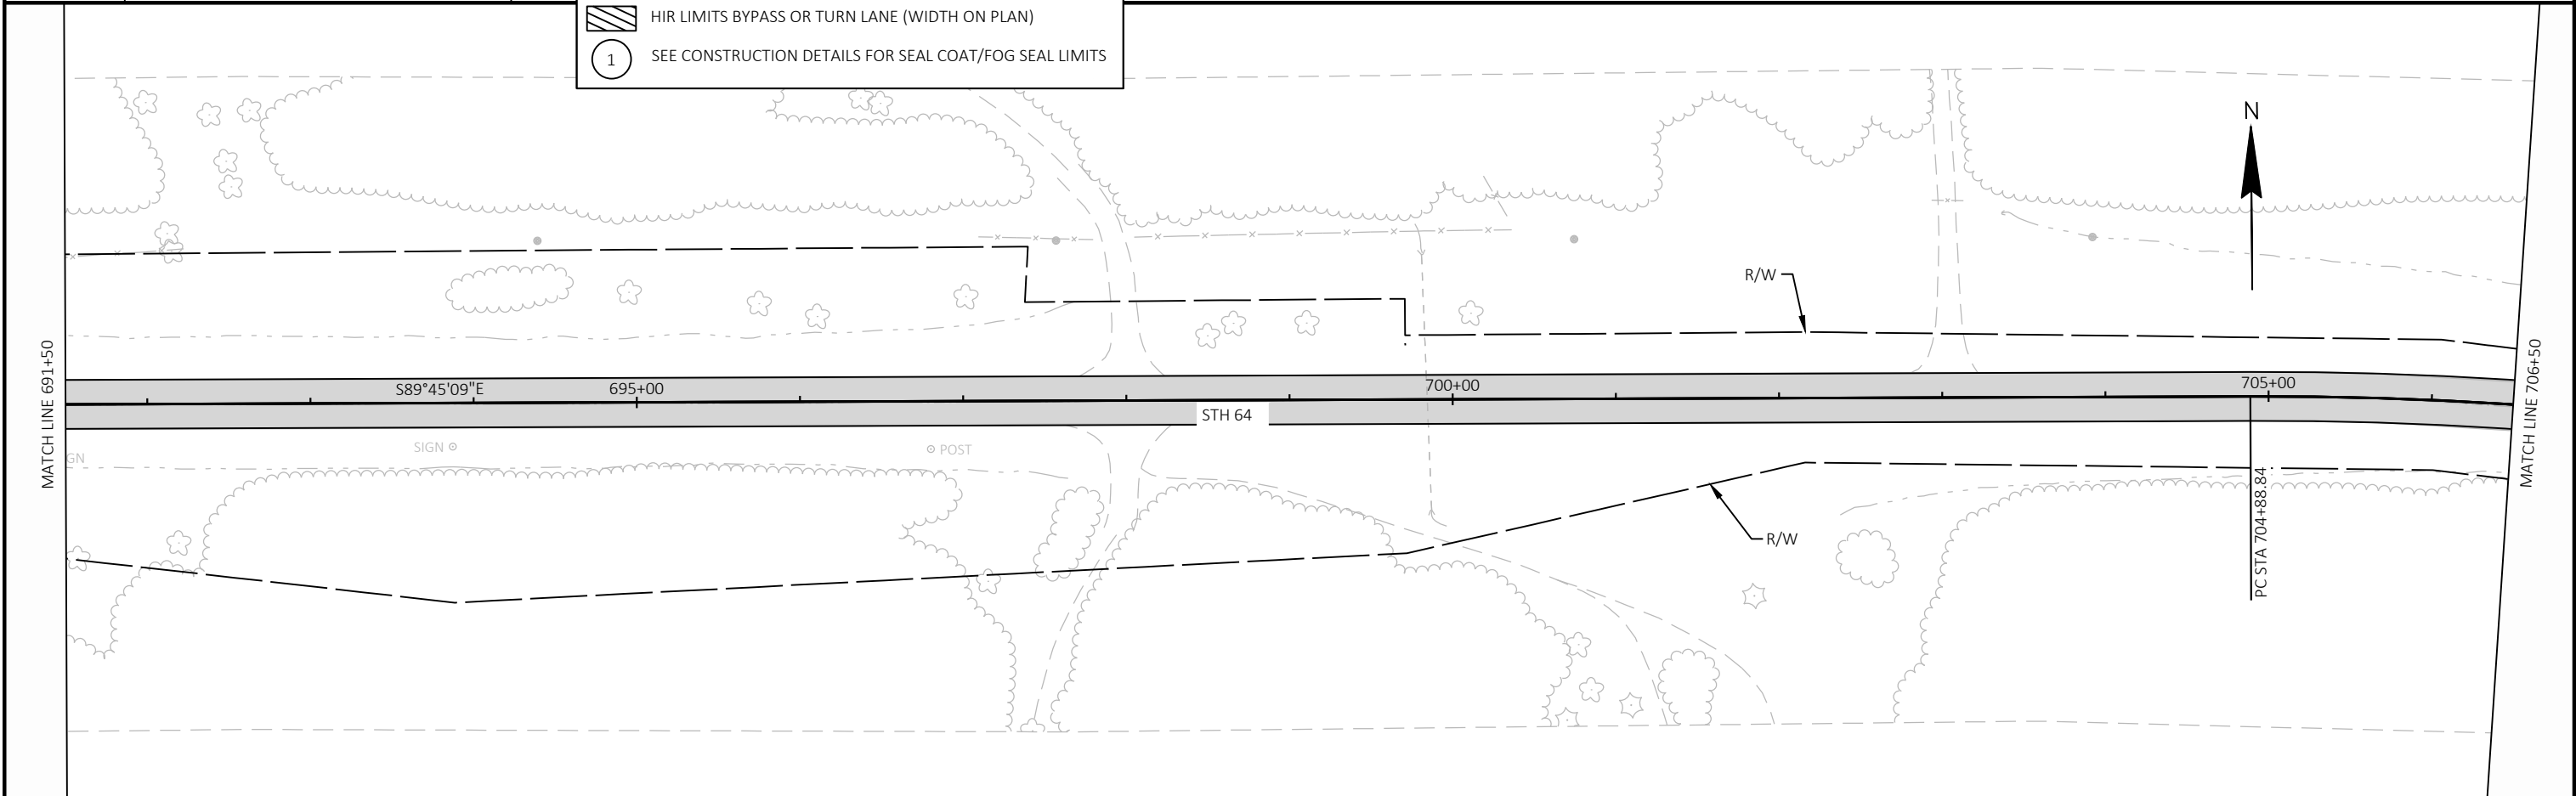 HIR LIMITS BYPASS OR TURN LANE (WIDTH ON PLAN)
1 SEE CONSTRUCTION DETAILS FOR SEAL COAT/FOG SEAL LIMITS
N
R/W
MATCH LINE 691+50
S89°45'09"E
695+00
700+00
705+00
MATCH LINE 706+50
STH 64
SIGN
POST
GN
R/W
PC STA 704+88.84